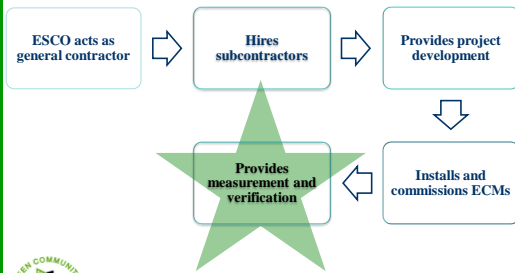 ESCO acts as
general contractor
Hires
subcontractors
Provides project
development
Installs and
commissions ECMs
Provides
measurement and
verification